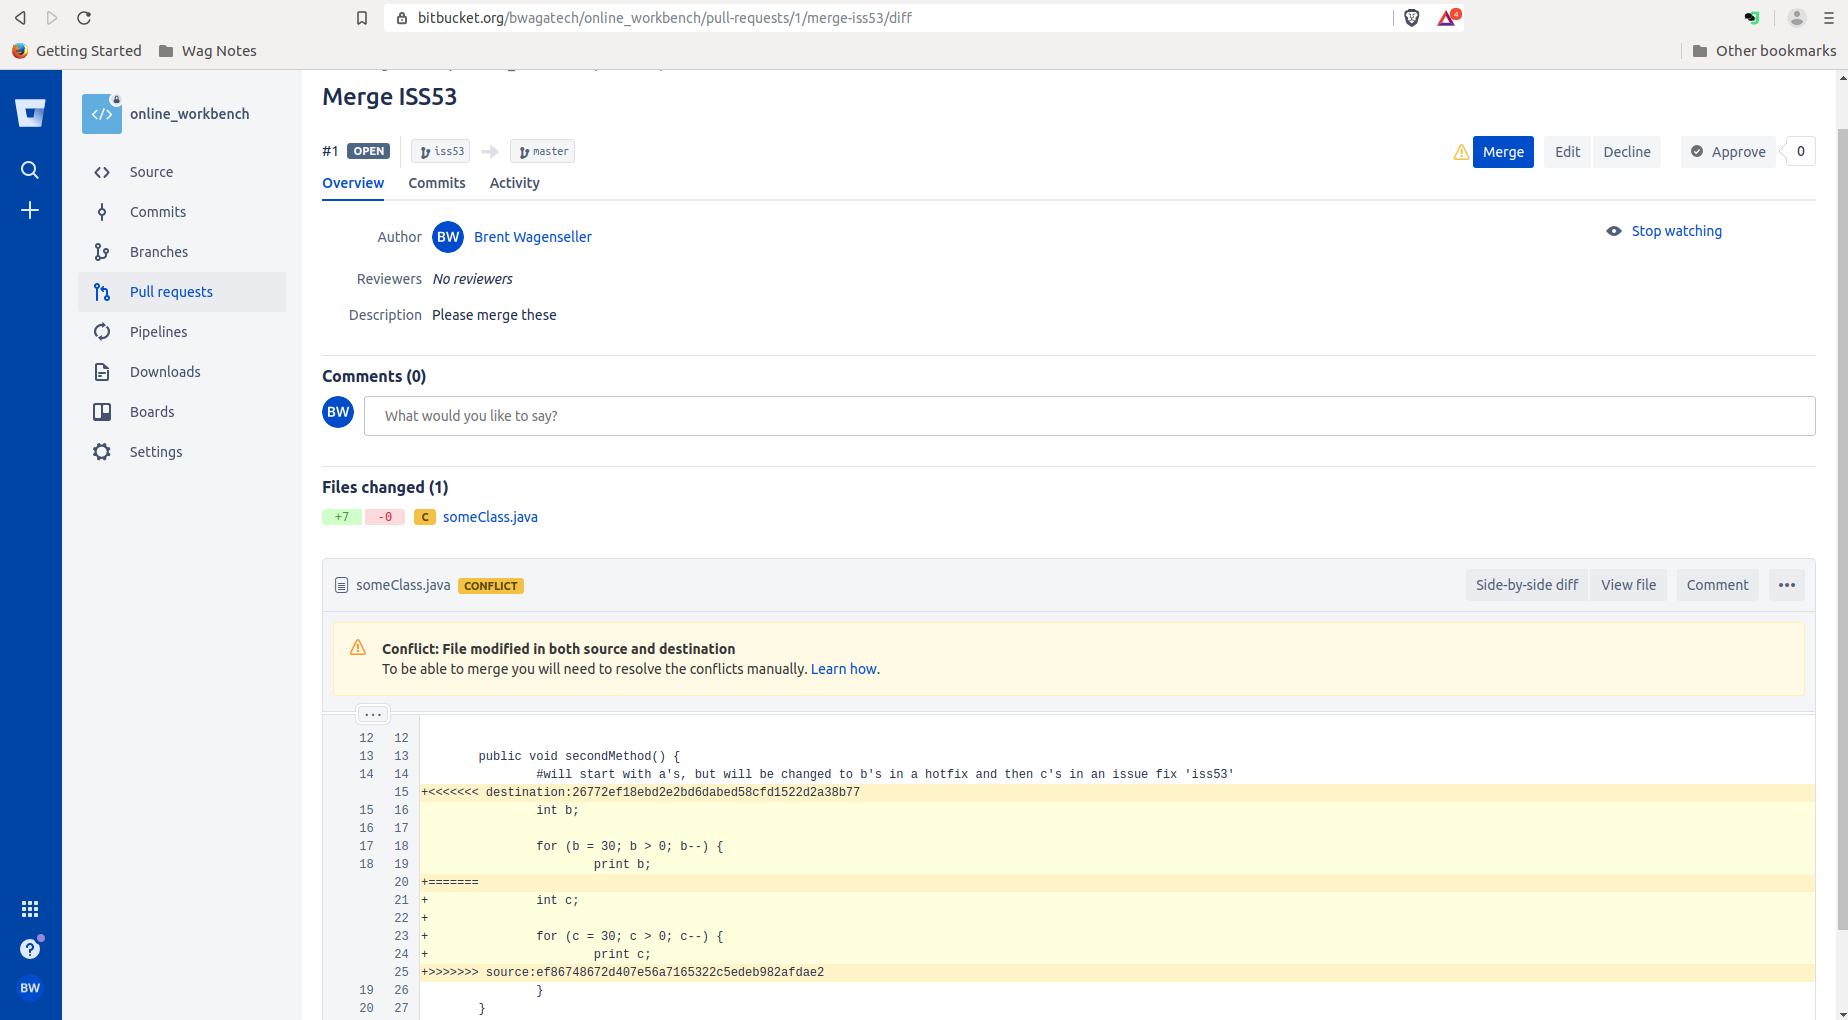 bitbucket.org/bwagatech/online_workbench/pull-requests/1/merge-iss53/diff
4
Getting Started
Wag Notes
Other bookmarks
Merge ISS53
online_workbench
#1 OPEN iss53 master
Merge Edit Decline Approve 0
Source
Overview Commits Activity
Commits
Author BW Brent Wagenseller
Stop watching
Branches
Reviewers No reviewers
Pull requests
Description Please merge these
Pipelines
Downloads
Comments (0)
Boards
BW What would you like to say?
Settings
Files changed (1)
+7 -0 C someClass.java
someClass.java CONFLICT
Side-by-side diff View file Comment •••
Conflict: File modified in both source and destination
To be able to merge you will need to resolve the conflicts manually. Learn how.
...
12 12
13 13 public void secondMethod() {
14 14 #will start with a's, but will be changed to b's in a hotfix and then c's in an issue fix 'iss53'
15 +<<<<<<< destination:26772ef18ebd2e2bd6dabed58cfd1522d2a38b77
15 16 int b;
16 17
17 18 for (b = 30; b > 0; b--) {
18 19 print b;
20 +=======
21 + int c;
22 +
23 + for (c = 30; c > 0; c--) {
24 + print c;
25 +>>>>>>> source:ef86748672d407e56a7165322c5edeb982afdae2
19 26 }
20 27 }
BW